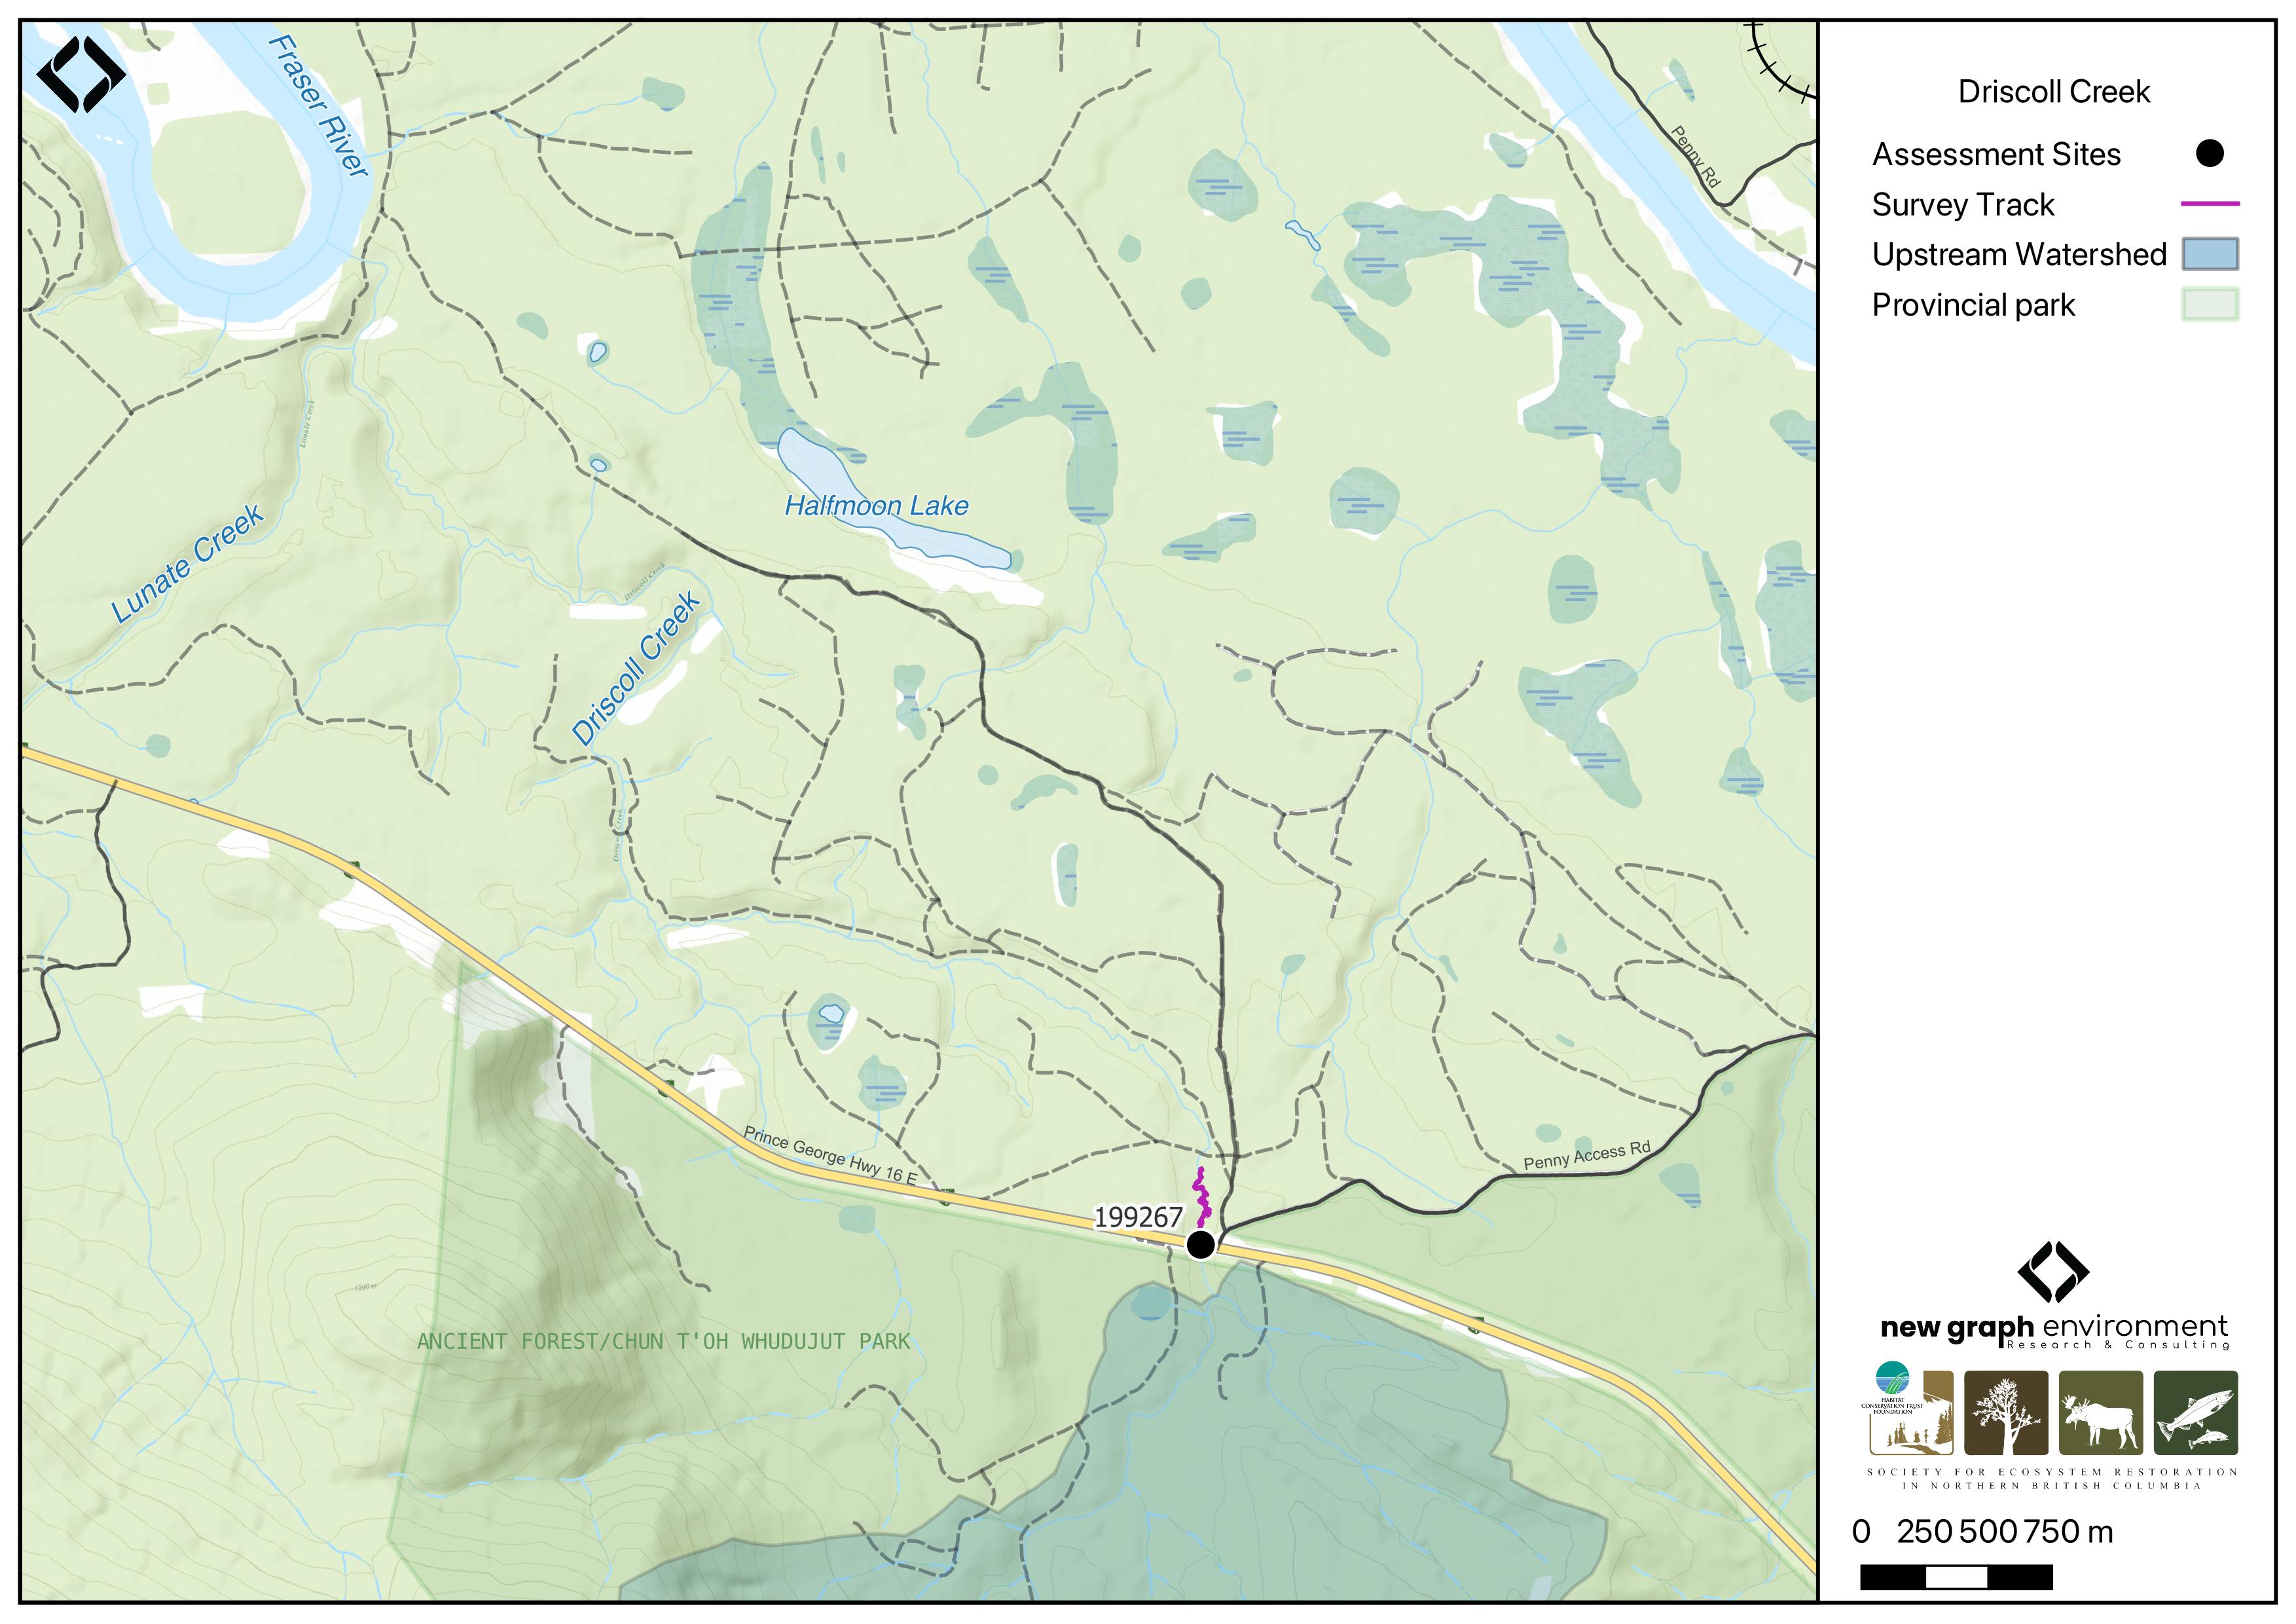 Fraser River
Penny Rd
Halfmoon Lake
Lunate Creek
Lunate Creek
Driscoll Creek
Driscoll Creek
Driscoll Creek
Prince George Hwy 16 E
Penny Access Rd
199267
ANCIENT FOREST/CHUN T'OH WHUDUJUT PARK
Driscoll Creek
Assessment Sites
Survey Track
Upstream Watershed
Provincial park
new graph environment
Research & Consulting
HABITAT
CONSERVATION TRUST
FOUNDATION
SOCIETY FOR ECOSYSTEM RESTORATION
IN NORTHERN BRITISH COLUMBIA
0 250 500 750 m